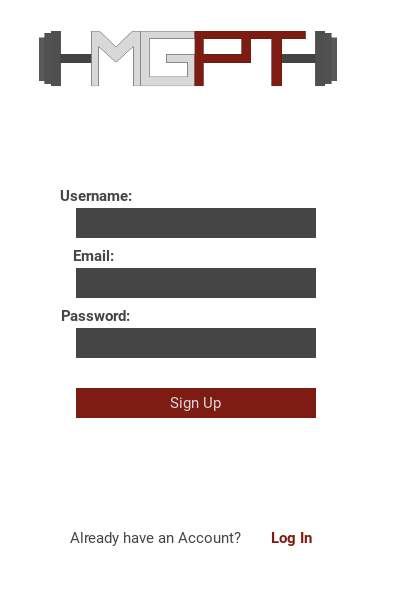 MGPT
Username:
Email:
Password:
Sign Up
Already have an Account? Log In